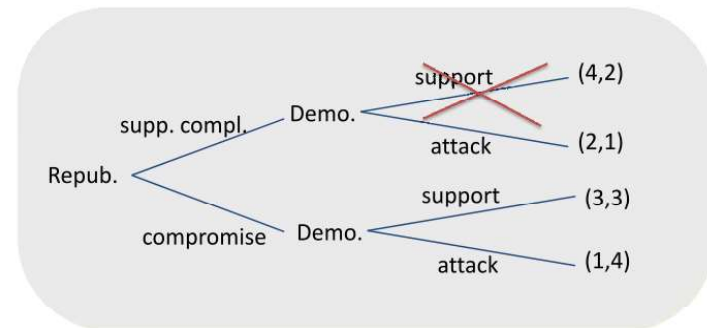 support (4,2)
supp. compl. Demo.
attack (2,1)
Repub.
support (3,3)
compromise Demo.
attack (1,4)